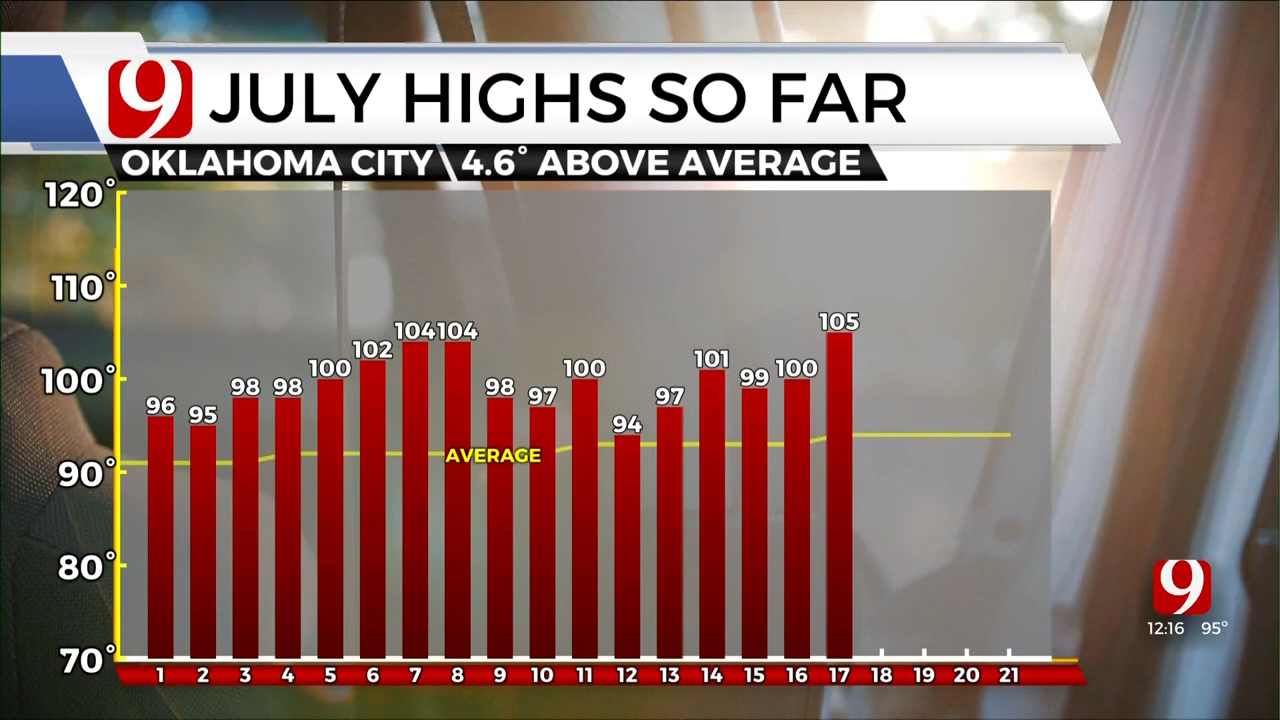 9 JULY HIGHS SO FAR
OKLAHOMA CITY \ 4.6° ABOVE AVERAGE
120°
110°
100°
90°
80°
70°
96 95 98 98 100 102 104 104 98 97 100 94 97 101 99 100 105
AVERAGE
1 2 3 4 5 6 7 8 9 10 11 12 13 14 15 16 17 18 19 20 21
9
12:16 95°